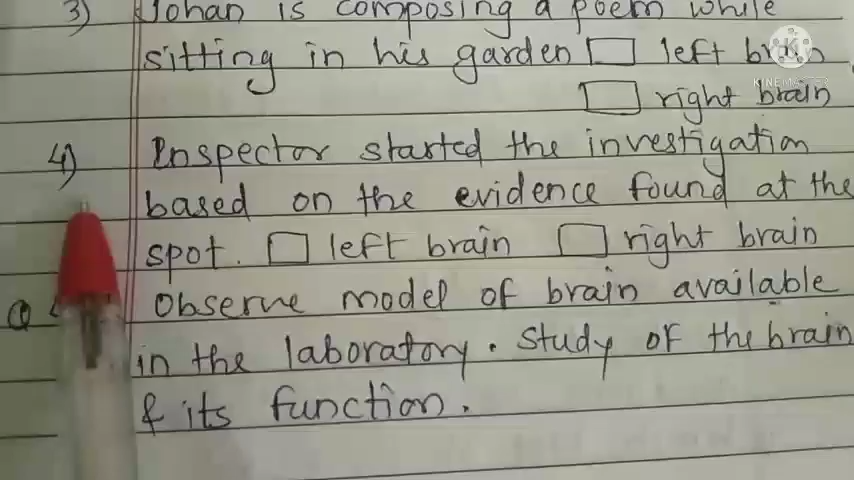 3) Johan is composing a poem while
sitting in his garden □ left brain
□ right brain
4) Inspector started the investigation
based on the evidence found at the
spot. □ left brain □ right brain
Q Observe model of brain available
in the laboratory. Study of the brain
& its function.
KINEMASTER